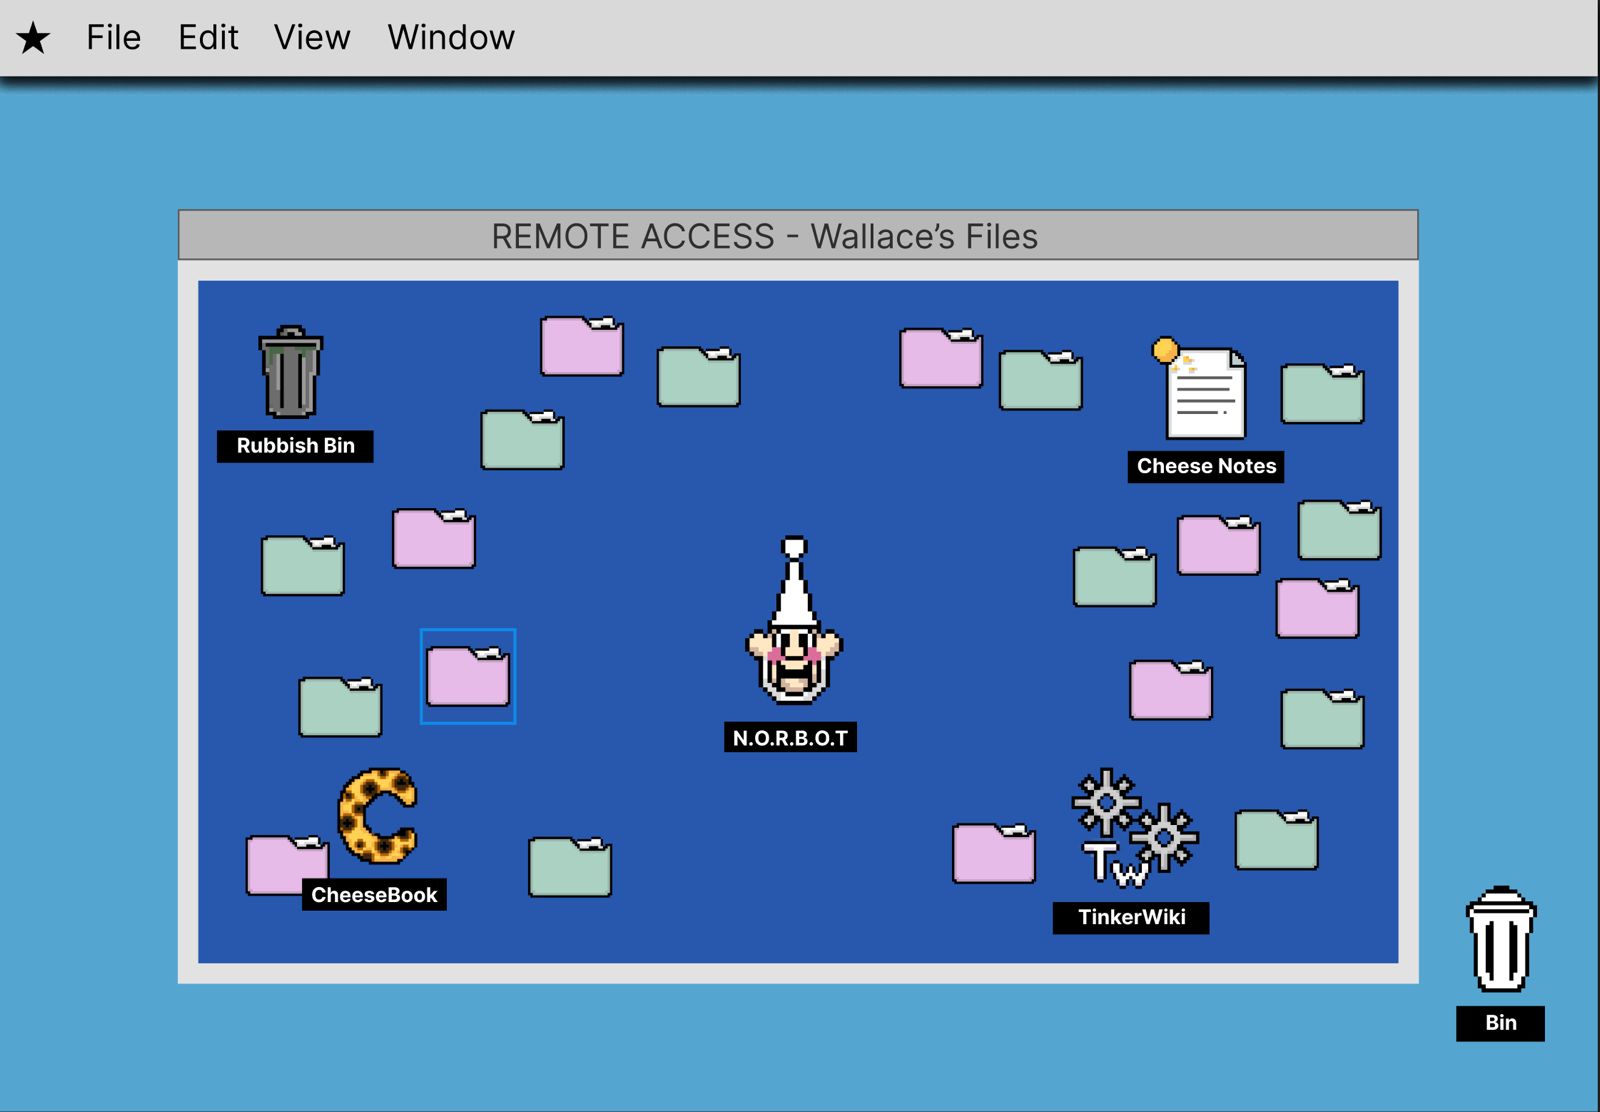 File Edit View Window
REMOTE ACCESS - Wallace’s Files
Rubbish Bin
Cheese Notes
N.O.R.B.O.T
C
CheeseBook
Tw
TinkerWiki
Bin